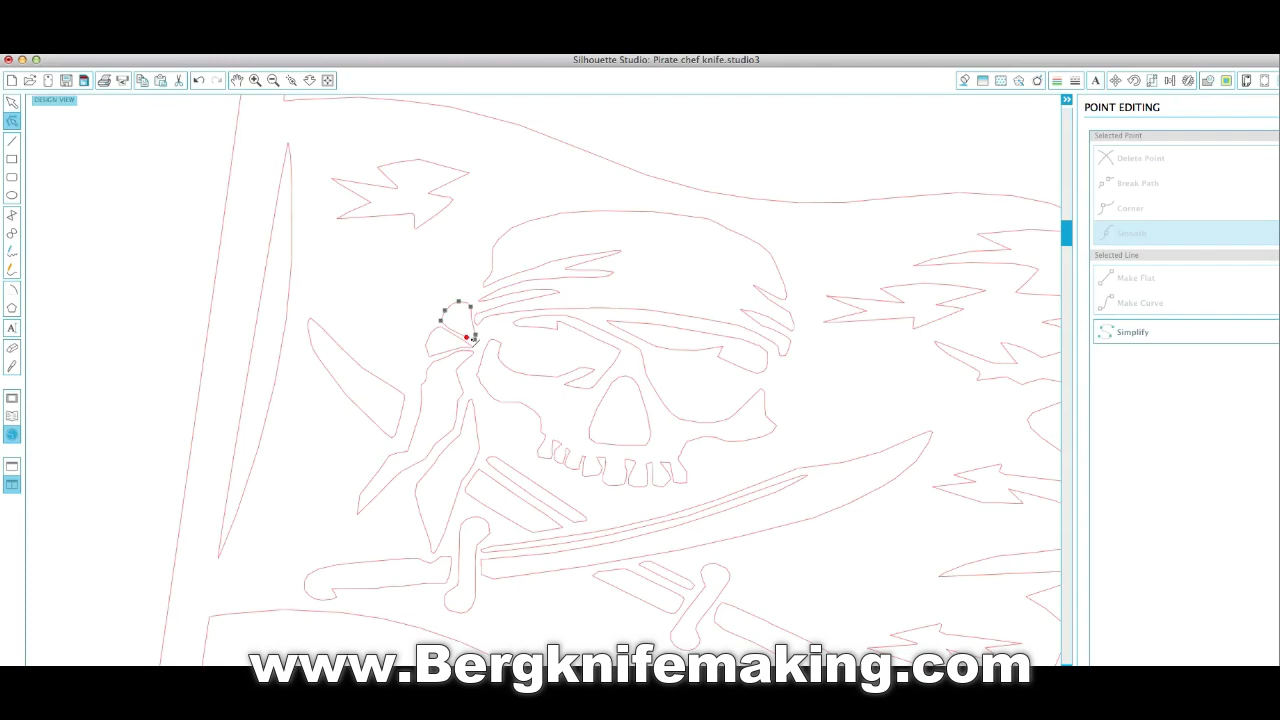 Silhouette Studio: Pirate chef knife.studio3
DESIGN VIEW
POINT EDITING
Selected Point
Delete Point
Break Path
Corner
Smooth
Selected Line
Make Flat
Make Curve
Simplify
www.Bergknifemaking.com